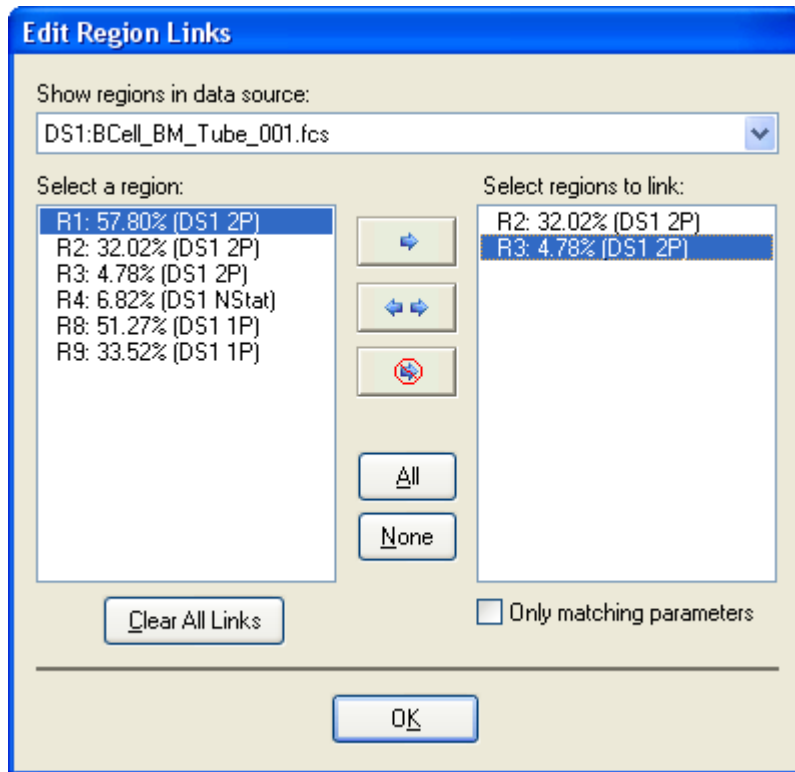 Edit Region Links
Show regions in data source:
DS1:BCell_BM_Tube_001.fcs
Select a region:
R1: 57.80% (DS1 2P)
R2: 32.02% (DS1 2P)
R3: 4.78% (DS1 2P)
R4: 6.82% (DS1 NStat)
R8: 51.27% (DS1 1P)
R9: 33.52% (DS1 1P)
Select regions to link:
R2: 32.02% (DS1 2P)
R3: 4.78% (DS1 2P)
All
None
Clear All Links
Only matching parameters
OK